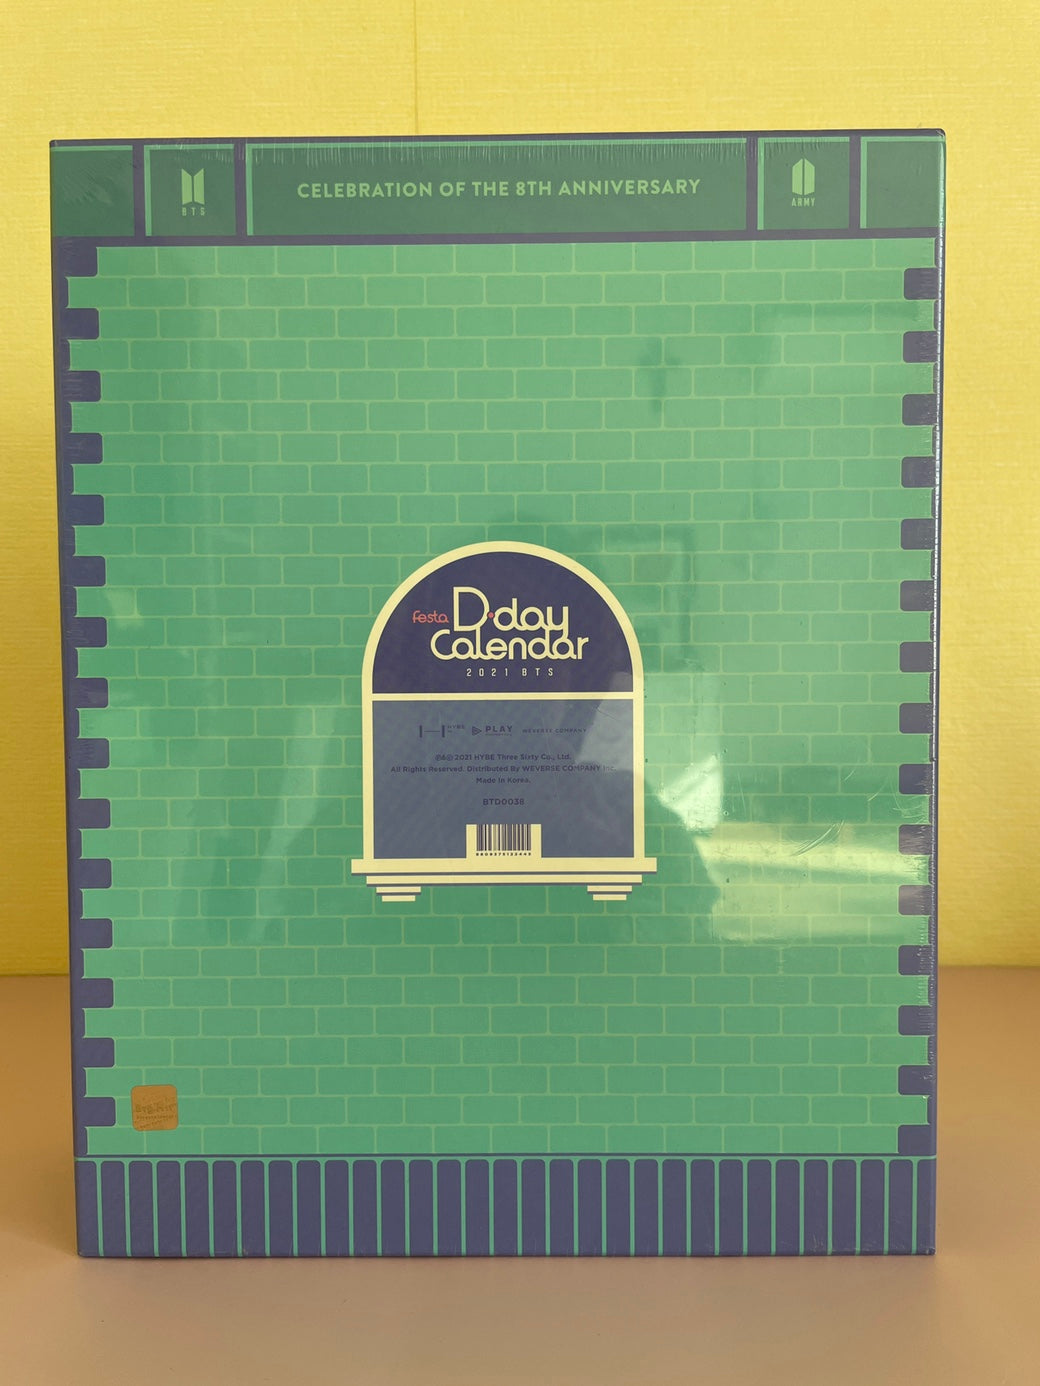 BTS
CELEBRATION OF THE 8TH ANNIVERSARY
ARMY
festa D·day
Calendar
2021 BTS
HYBE
PLAY
WEVERSE COMPANY
℗&© 2021 HYBE Three Sixty Co., Ltd.
All Rights Reserved. Distributed By WEVERSE COMPANY Inc.
Made In Korea.
BTD0038